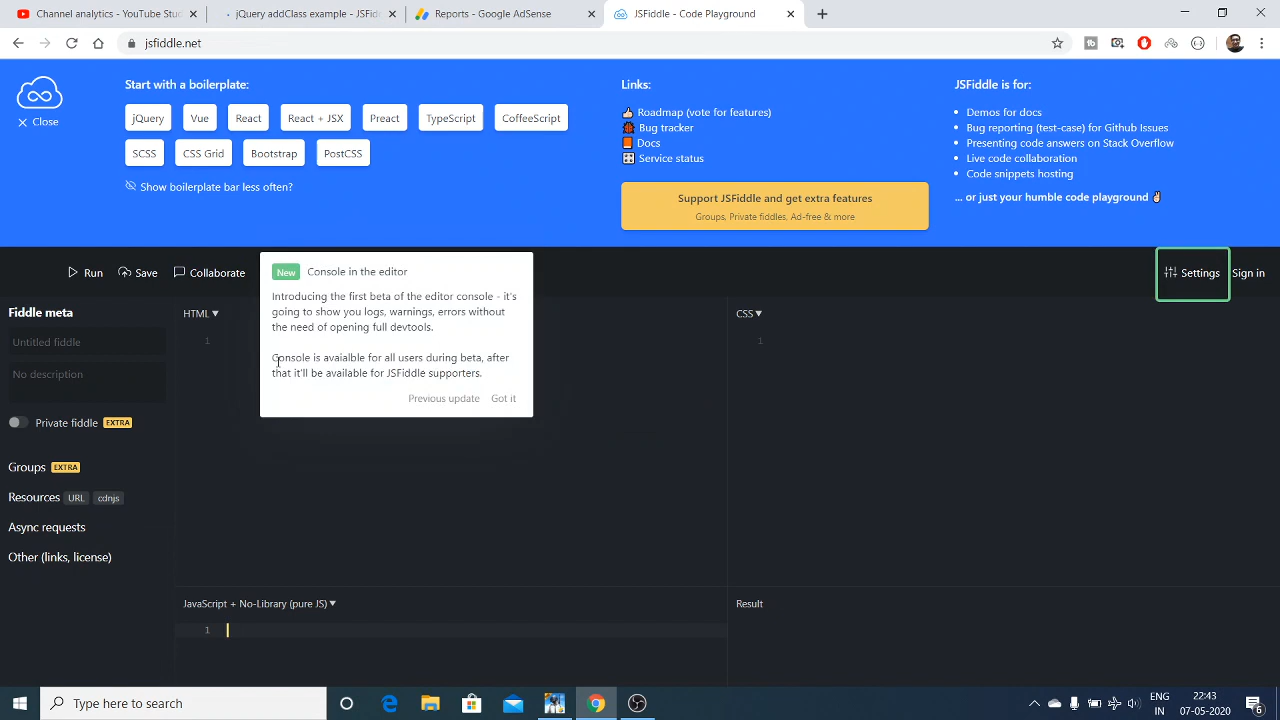 Channel analytics - YouTube Stud
jQuery addClass example - JSFidd
Reports - Google AdSense
JSFiddle - Code Playground
jsfiddle.net
Close
Start with a boilerplate:
jQuery
Vue
React
React + JSX
Preact
TypeScript
CoffeeScript
SCSS
CSS Grid
Bootstrap
PostCSS
Show boilerplate bar less often?
Links:
Roadmap (vote for features)
Bug tracker
Docs
Service status
Support JSFiddle and get extra features
Groups, Private fiddles, Ad-free & more
JSFiddle is for:
Demos for docs
Bug reporting (test-case) for Github Issues
Presenting code answers on Stack Overflow
Live code collaboration
Code snippets hosting
... or just your humble code playground ✌
Run
Save
Collaborate
Settings
Sign in
New Console in the editor
Introducing the first beta of the editor console - it's
going to show you logs, warnings, errors without
the need of opening full devtools.
Console is avaialble for all users during beta, after
that it'll be available for JSFiddle supporters.
Previous update
Got it
Fiddle meta
Untitled fiddle
No description
Private fiddle EXTRA
Groups EXTRA
Resources URL cdnjs
Async requests
Other (links, license)
HTML▼
1
CSS▼
1
JavaScript + No-Library (pure JS)▼
1
Result
Type here to search
ENG
IN
22:43
07-05-2020
6